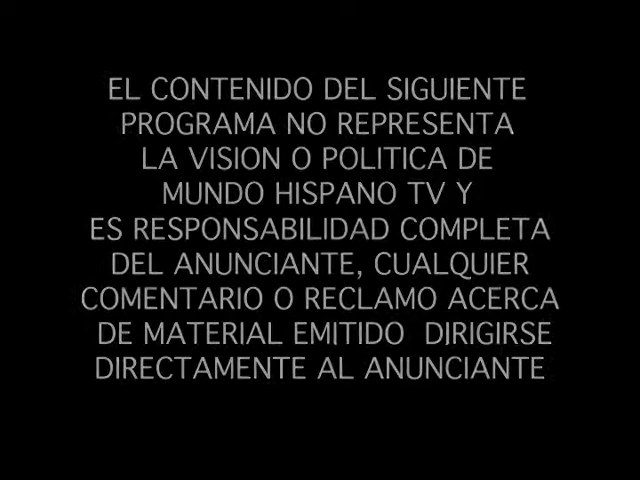 EL CONTENIDO DEL SIGUIENTE
PROGRAMA NO REPRESENTA
LA VISION O POLITICA DE
MUNDO HISPANO TV Y
ES RESPONSABILIDAD COMPLETA
DEL ANUNCIANTE, CUALQUIER
COMENTARIO O RECLAMO ACERCA
DE MATERIAL EMITIDO  DIRIGIRSE
DIRECTAMENTE AL ANUNCIANTE